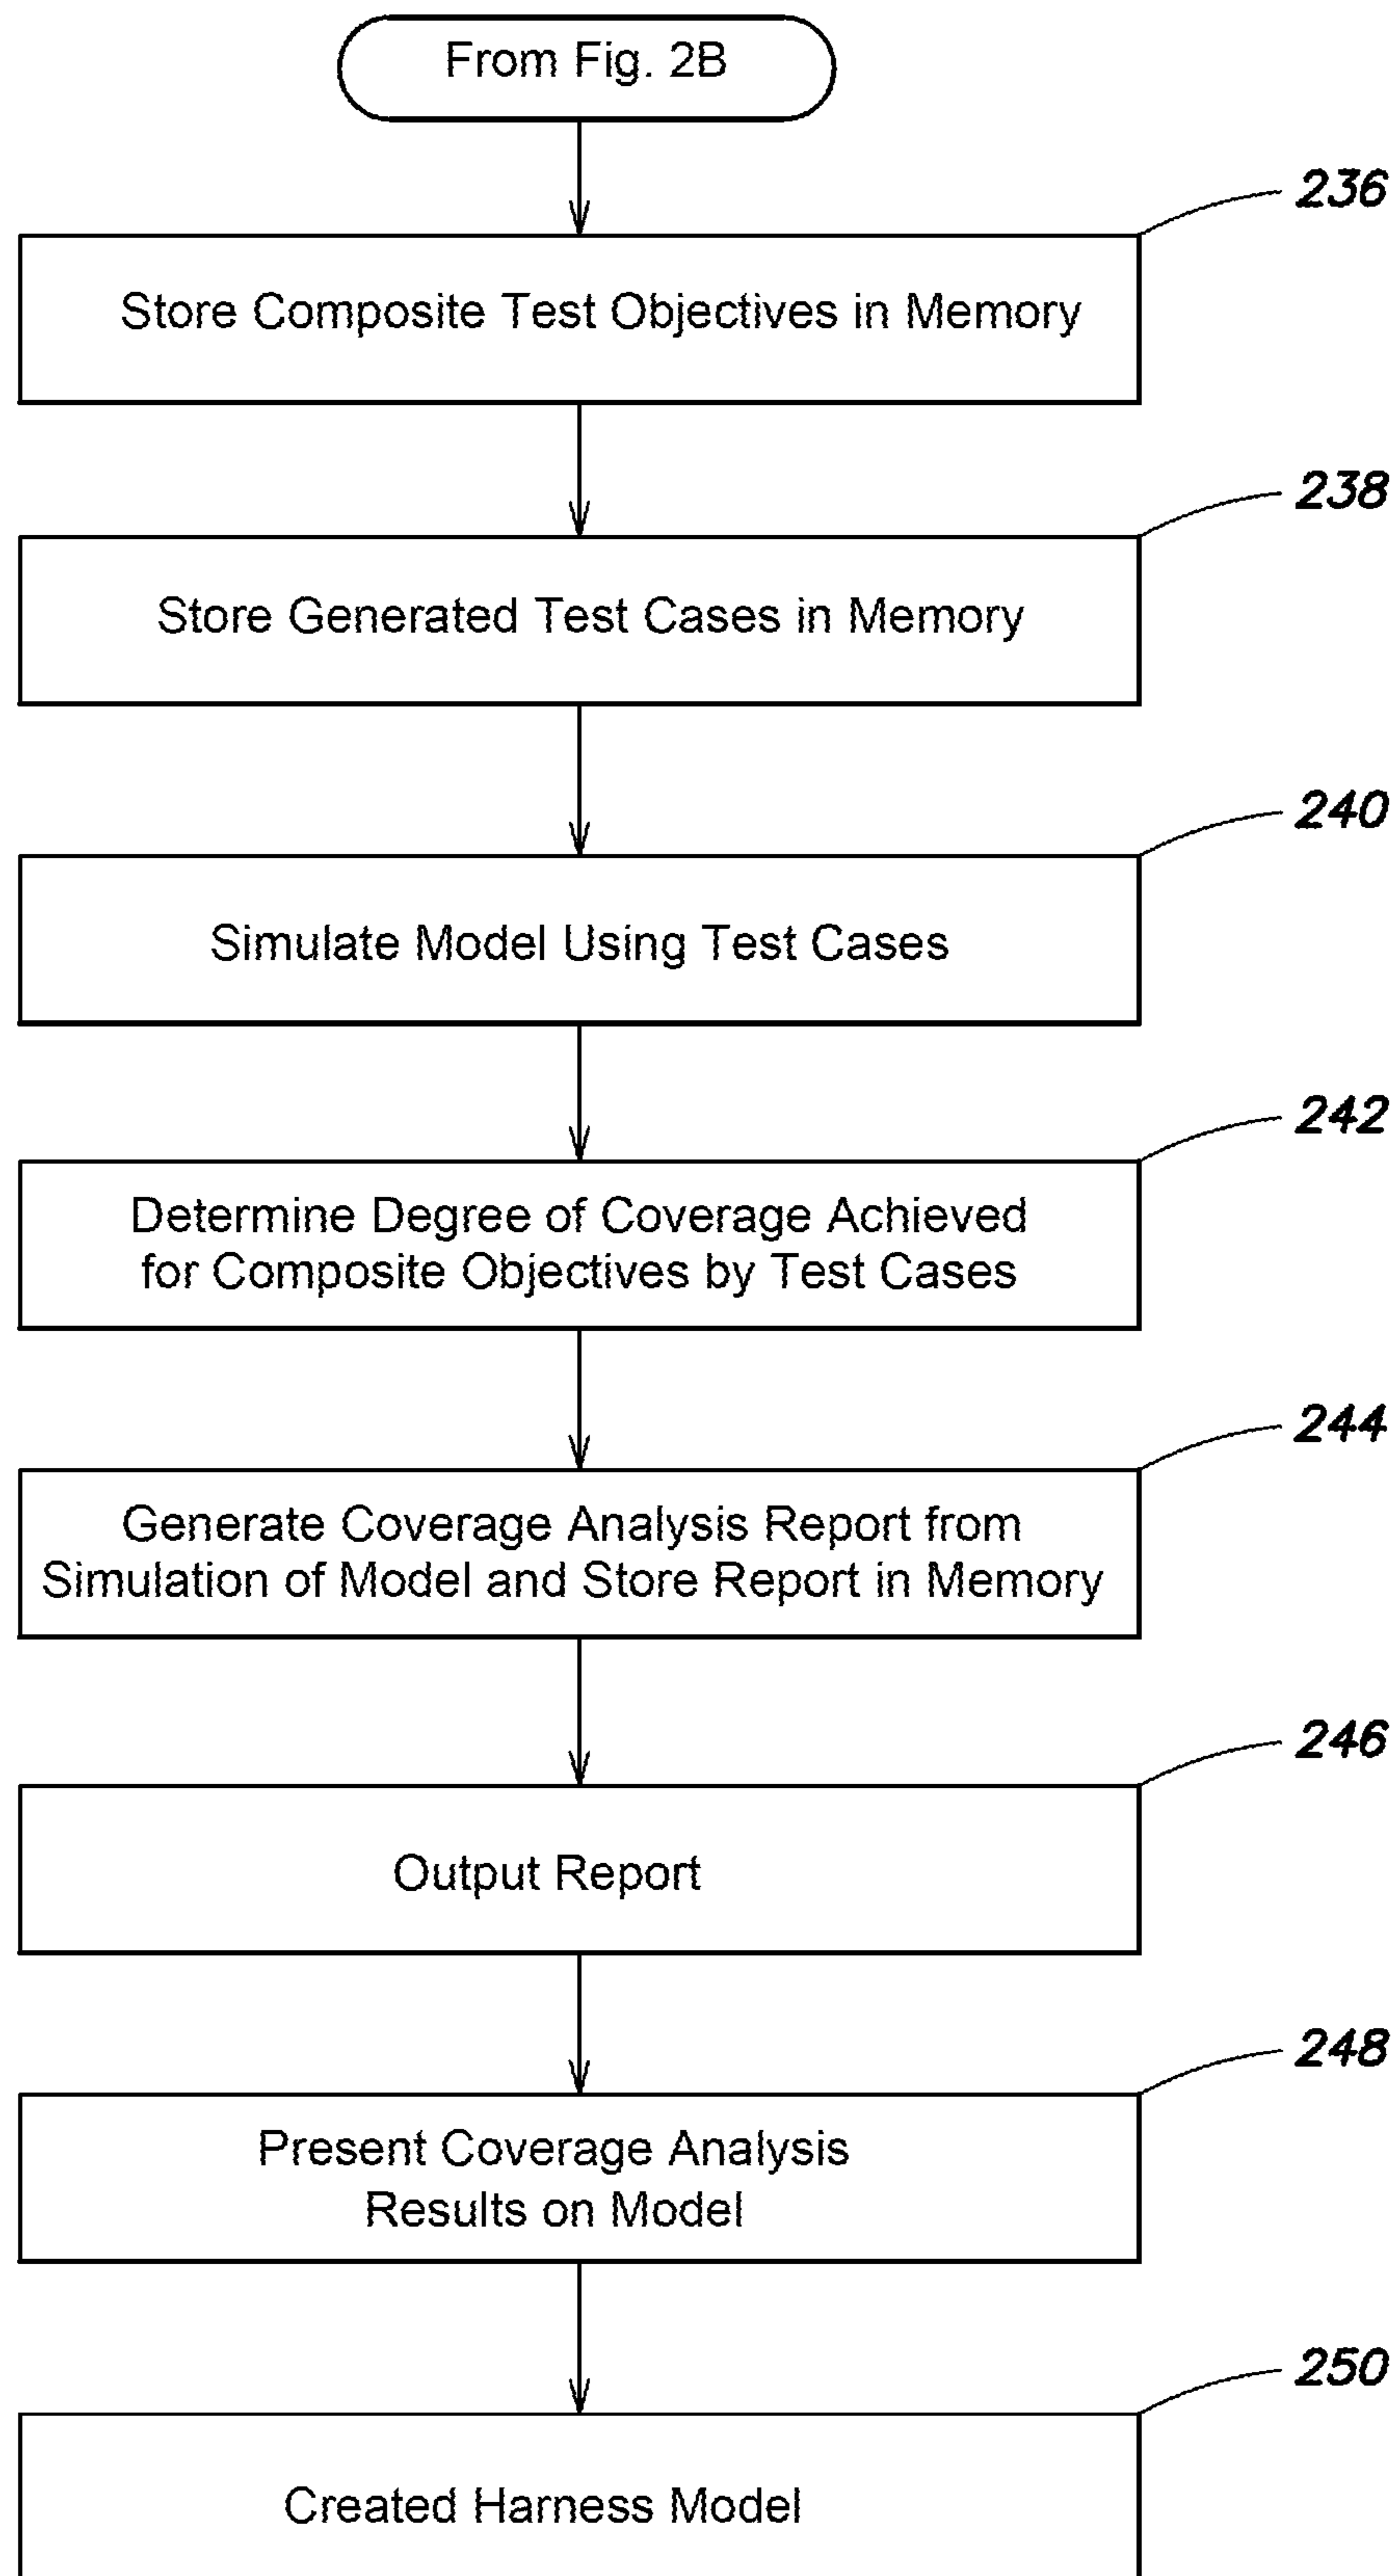 From Fig. 2B
236
Store Composite Test Objectives in Memory
238
Store Generated Test Cases in Memory
240
Simulate Model Using Test Cases
242
Determine Degree of Coverage Achieved
for Composite Objectives by Test Cases
244
Generate Coverage Analysis Report from
Simulation of Model and Store Report in Memory
246
Output Report
248
Present Coverage Analysis
Results on Model
250
Created Harness Model